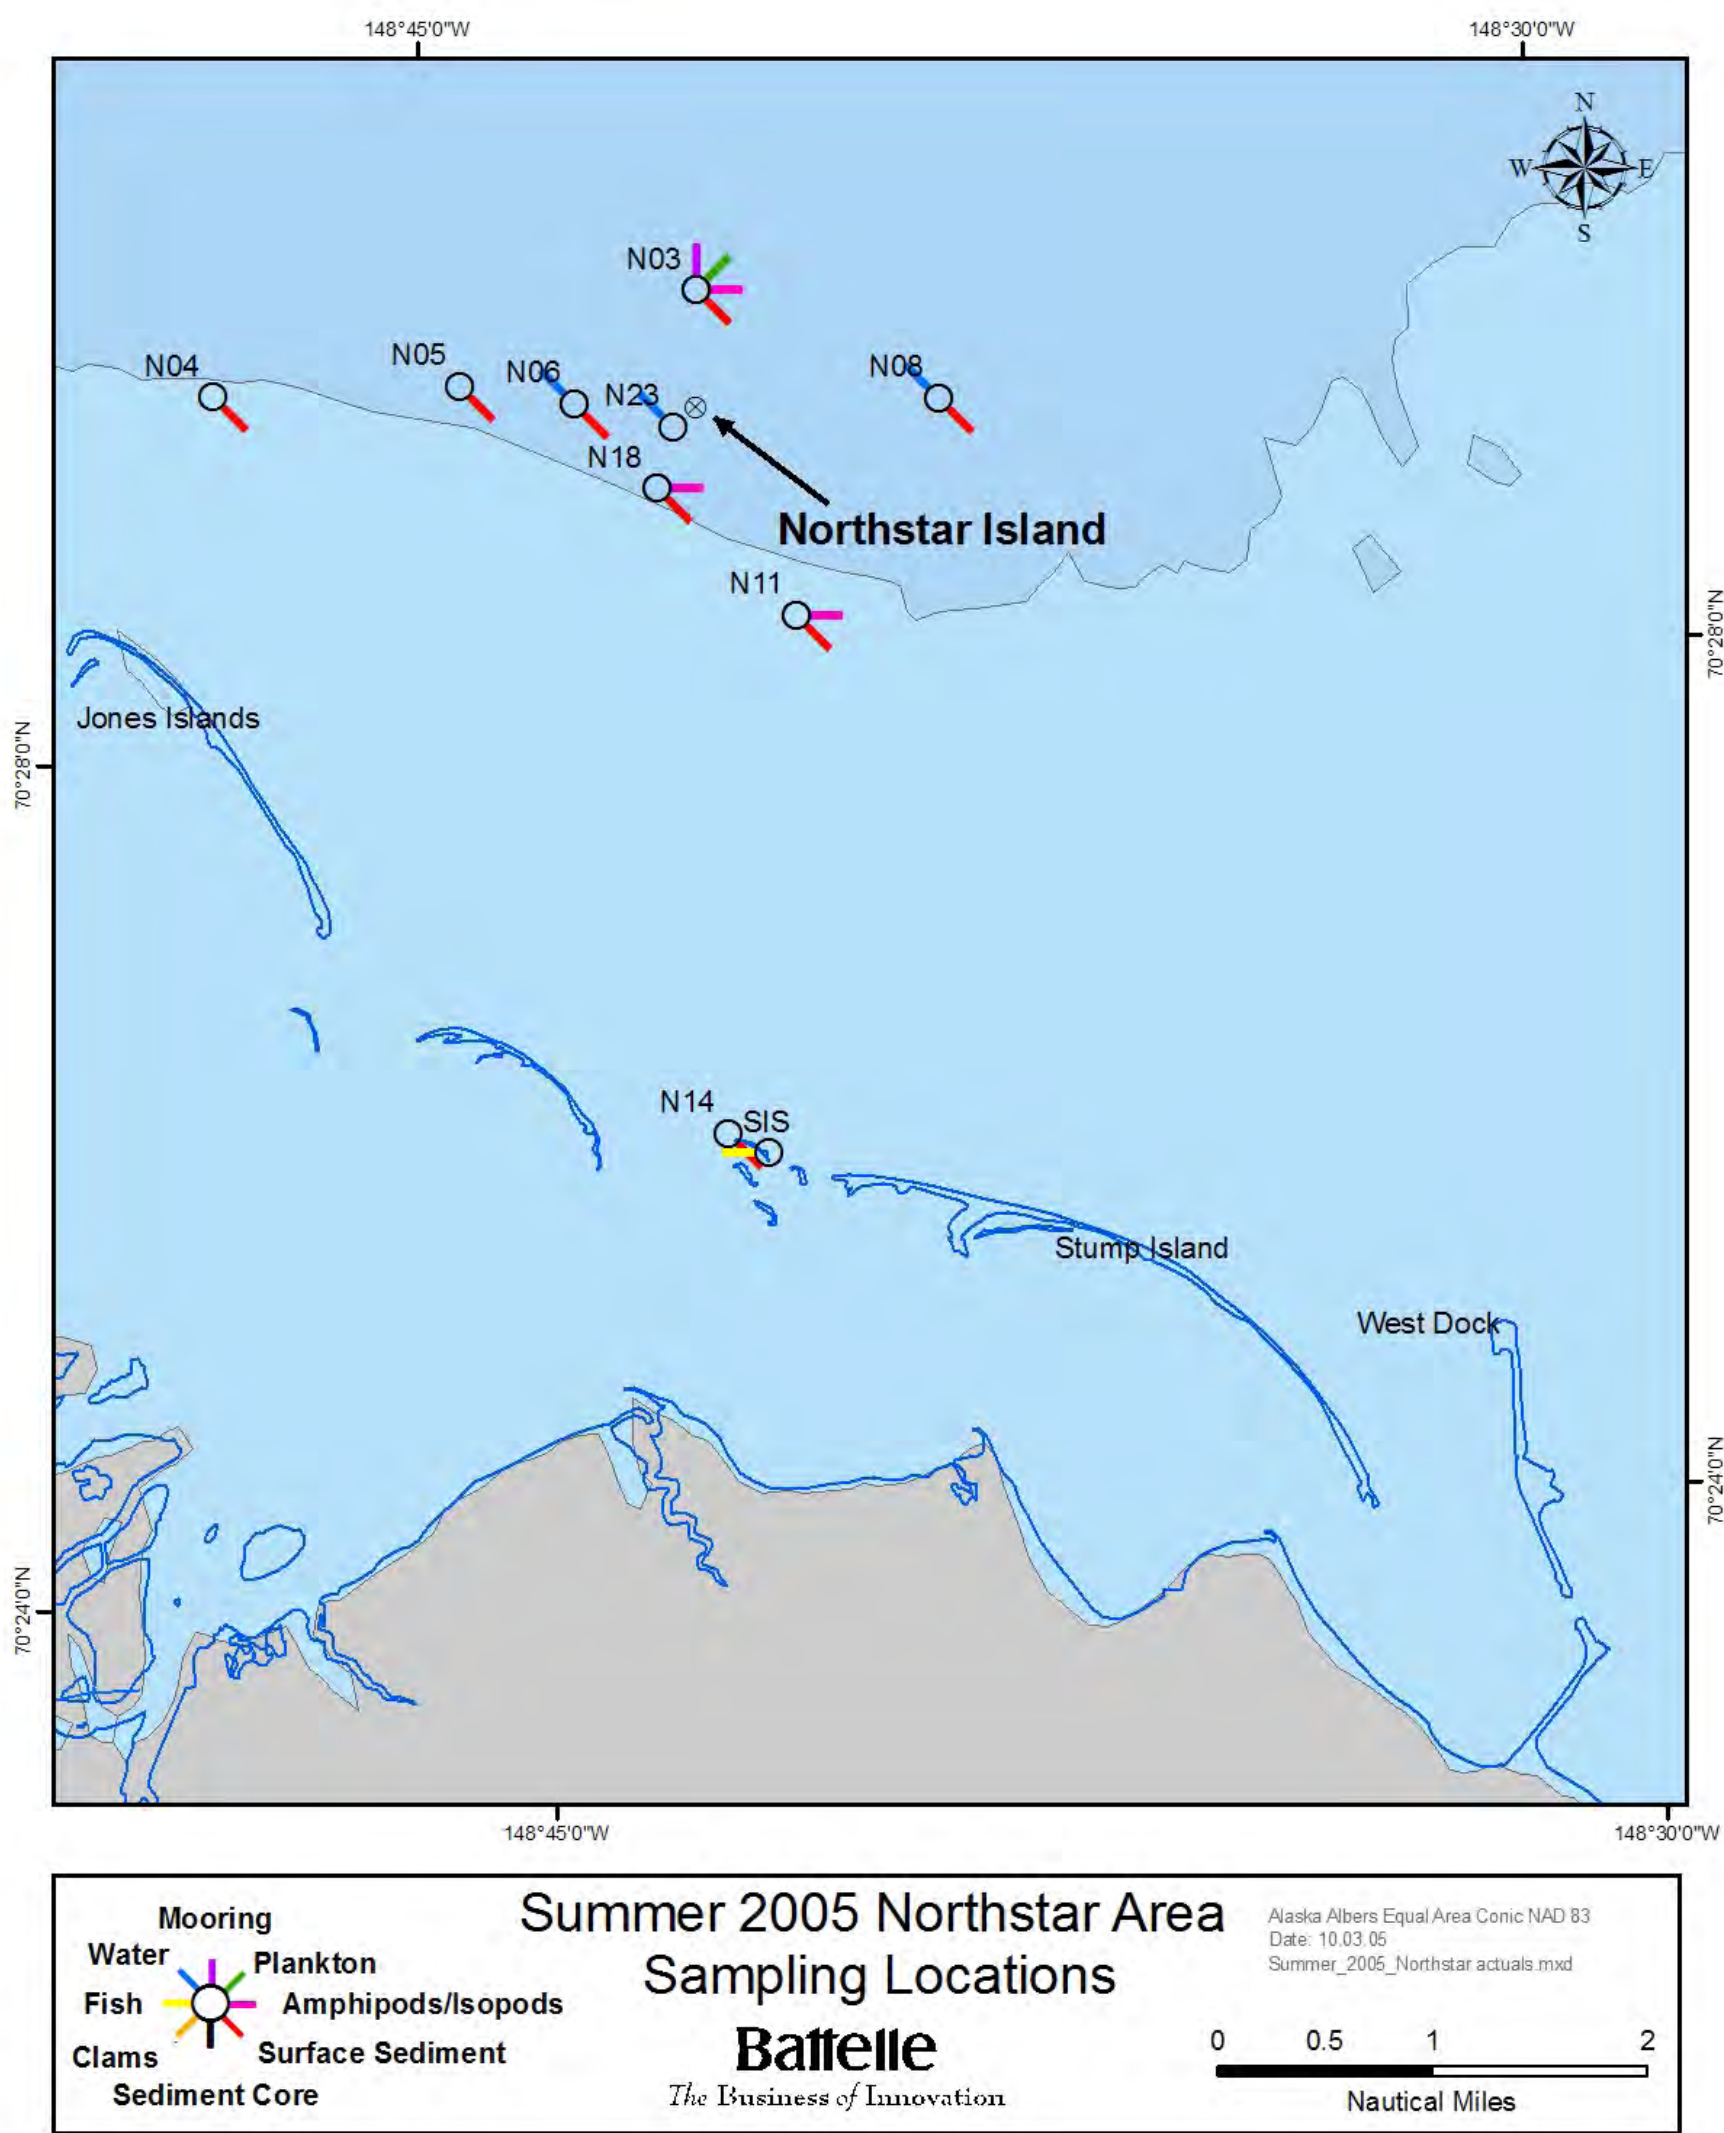 148°45'0"W
148°30'0"W
N
W
E
S
N03
N04
N05
N06
N23
N08
N18
Northstar Island
N11
70°28'0"N
Jones Islands
70°28'0"N
N14
SIS
Stump Island
West Dock
70°24'0"N
70°24'0"N
148°45'0"W
148°30'0"W
Mooring
Water
Plankton
Fish
Amphipods/Isopods
Clams
Surface Sediment
Sediment Core
Summer 2005 Northstar Area
Sampling Locations
Battelle
The Business of Innovation
Alaska Albers Equal Area Conic NAD 83
Date: 10.03.05
Summer_2005_Northstar actuals.mxd
0 0.5 1 2
Nautical Miles